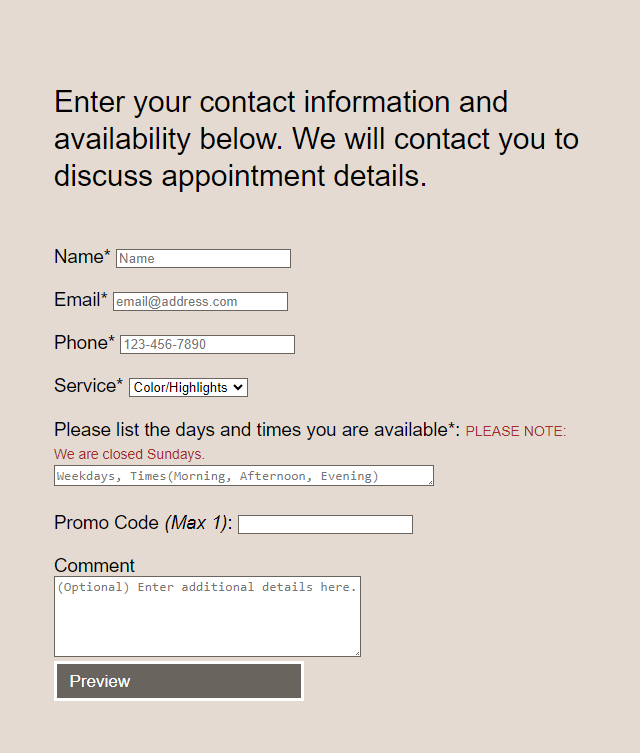 Enter your contact information and
availability below. We will contact you to
discuss appointment details.
Name* Name
Email* email@address.com
Phone* 123-456-7890
Service* Color/Highlights
Please list the days and times you are available*: PLEASE NOTE:
We are closed Sundays.
Weekdays, Times(Morning, Afternoon, Evening)
Promo Code (Max 1):
Comment
(Optional) Enter additional details here.
Preview